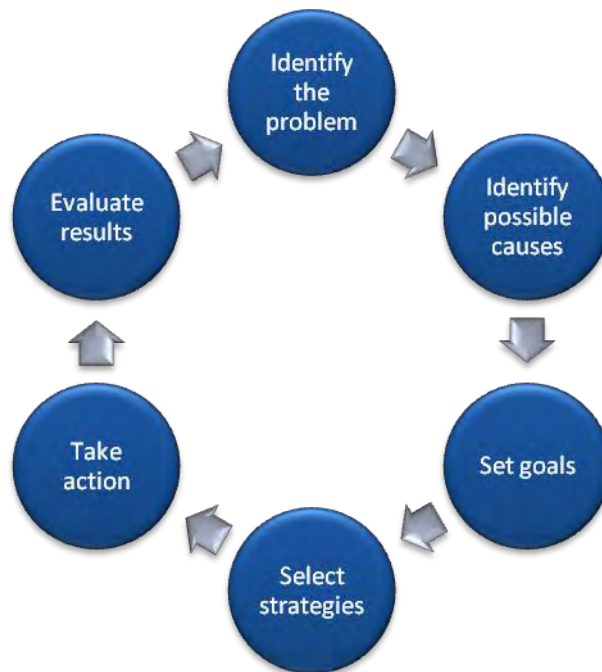 Identify
the
problem
Identify
possible
causes
Set goals
Select
strategies
Take
action
Evaluate
results